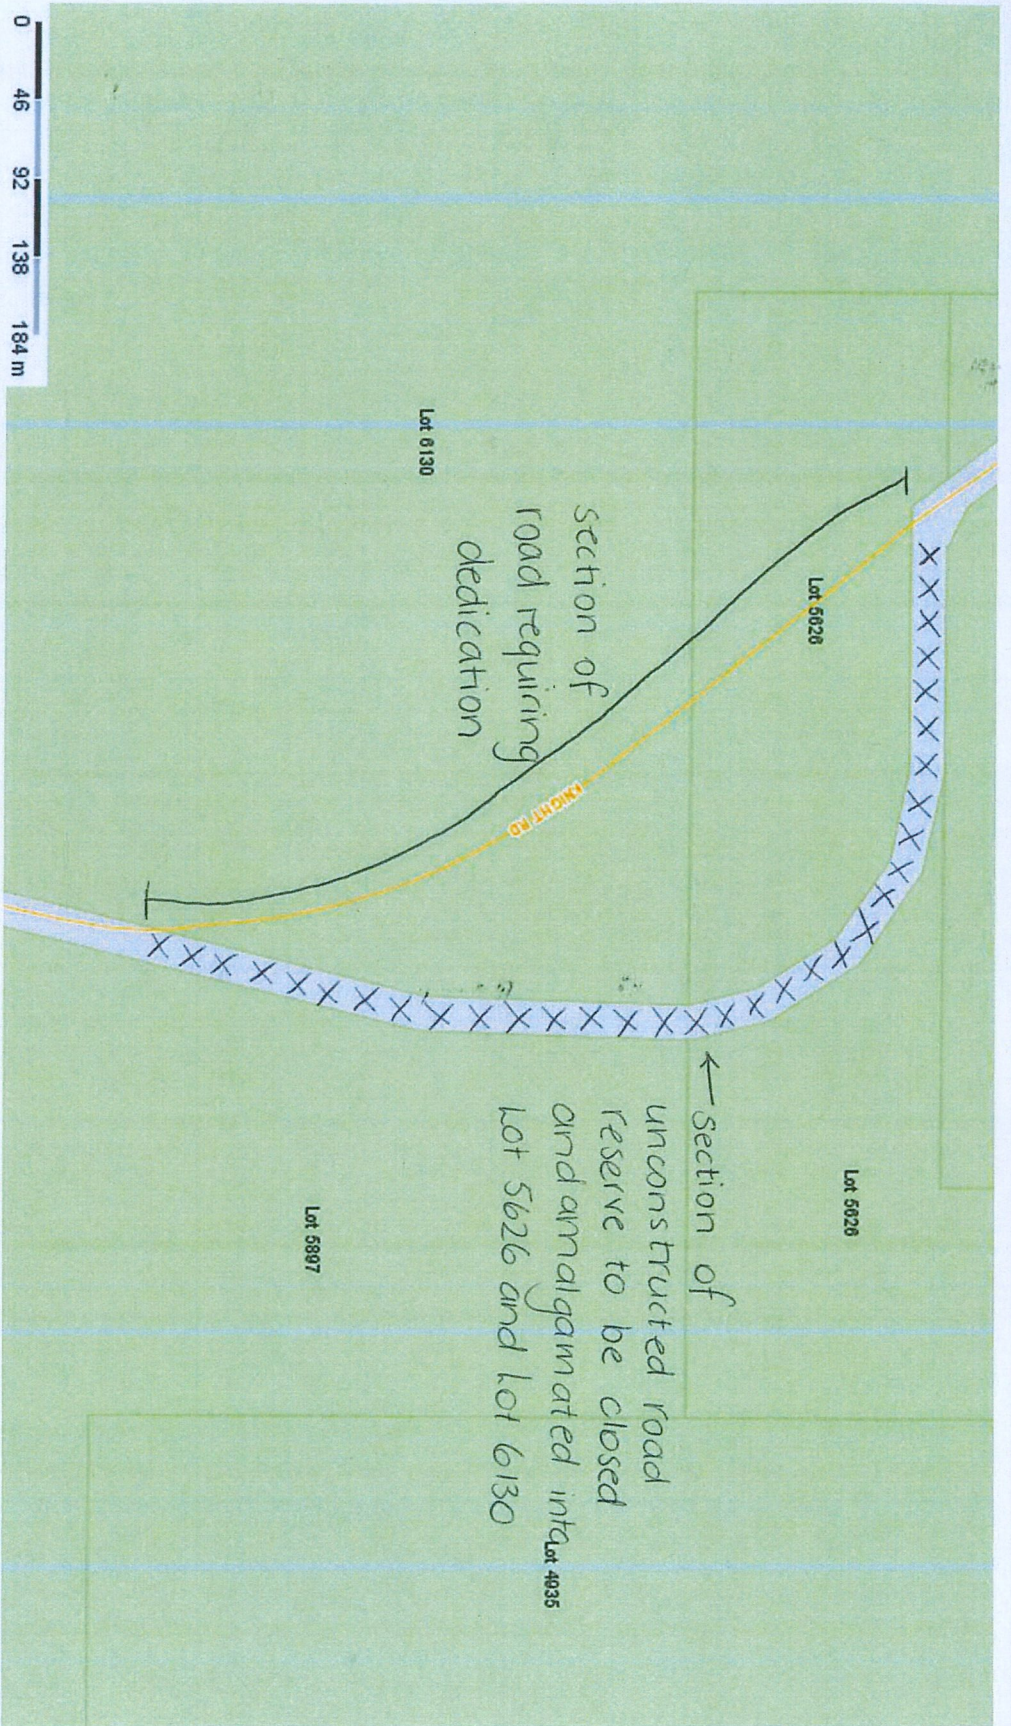 Lot 5626
Lot 5626
← section of
unconstructed road
reserve to be closed
and amalgamated into
Lot 5626 and Lot 6130
section of
road requiring
dedication
KNIGHT RD
Lot 4935
Lot 6130
Lot 5897
0 46 92 138 184 m